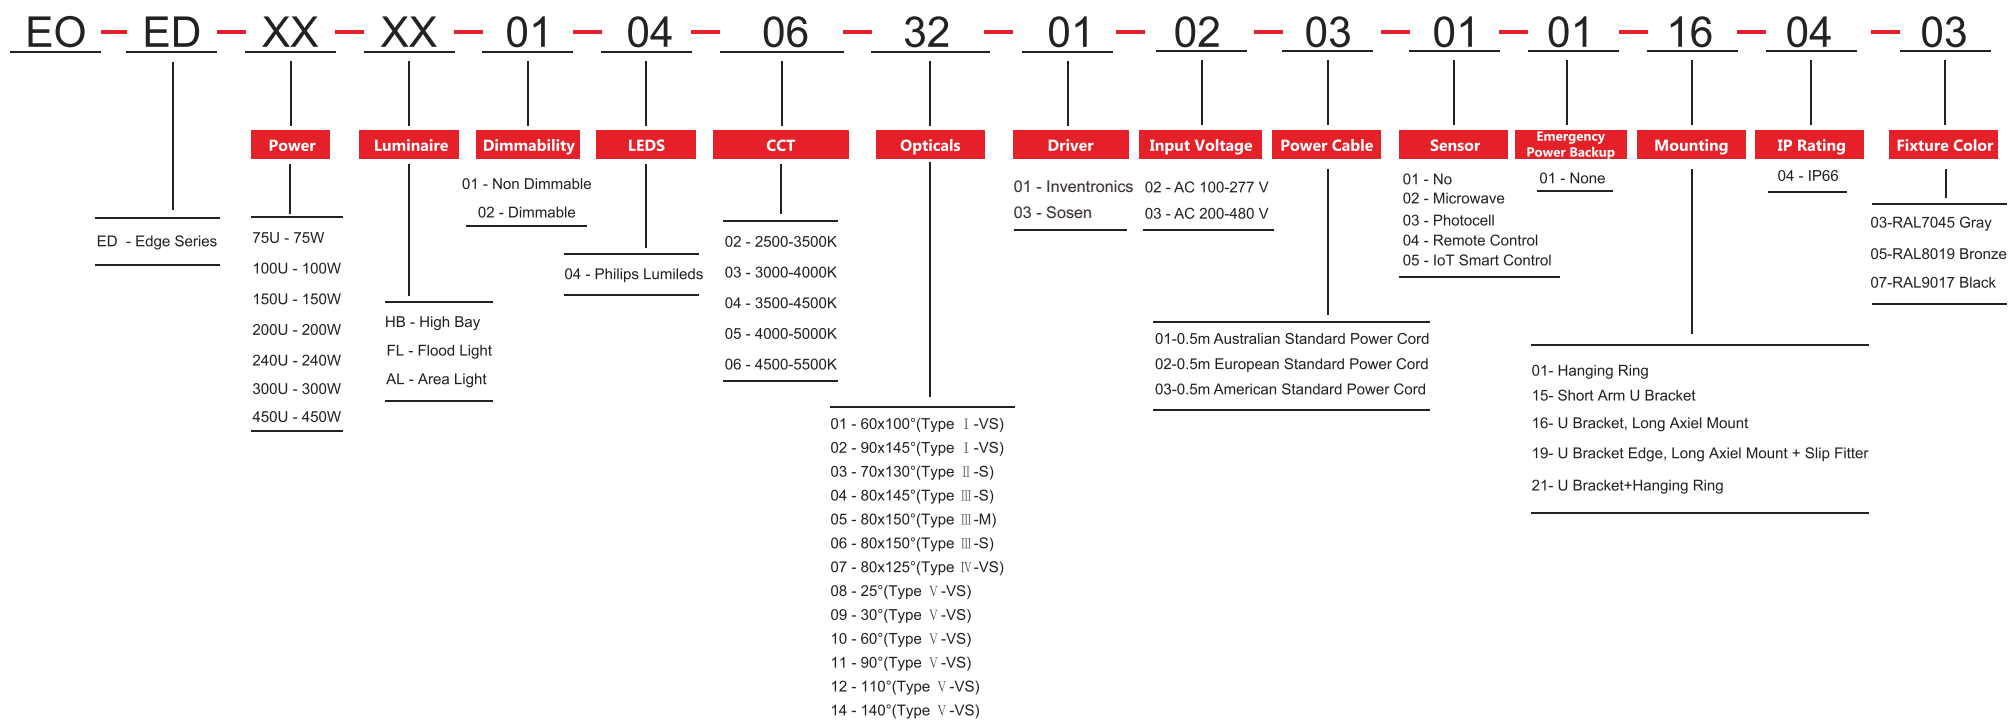 EO ED XX XX 01 04 06 32 01 02 03 01 01 16 04 03
Power
Luminaire
Dimmability
LEDS
CCT
Opticals
Driver
Input Voltage
Power Cable
Sensor
Emergency
Power Backup
Mounting
IP Rating
Fixture Color
ED - Edge Series
75U - 75W
100U - 100W
150U - 150W
200U - 200W
240U - 240W
300U - 300W
450U - 450W
HB - High Bay
FL - Flood Light
AL - Area Light
01 - Non Dimmable
02 - Dimmable
04 - Philips Lumileds
02 - 2500-3500K
03 - 3000-4000K
04 - 3500-4500K
05 - 4000-5000K
06 - 4500-5500K
01 - 60x100°(Type Ⅰ-VS)
02 - 90x145°(Type Ⅰ-VS)
03 - 70x130°(Type Ⅱ-S)
04 - 80x145°(Type Ⅲ-S)
05 - 80x150°(Type Ⅲ-M)
06 - 80x150°(Type Ⅲ-S)
07 - 80x125°(Type Ⅳ-VS)
08 - 25°(Type Ⅴ-VS)
09 - 30°(Type Ⅴ-VS)
10 - 60°(Type Ⅴ-VS)
11 - 90°(Type Ⅴ-VS)
12 - 110°(Type Ⅴ-VS)
14 - 140°(Type Ⅴ-VS)
01 - Inventronics
03 - Sosen
02 - AC 100-277 V
03 - AC 200-480 V
01-0.5m Australian Standard Power Cord
02-0.5m European Standard Power Cord
03-0.5m American Standard Power Cord
01 - No
02 - Microwave
03 - Photocell
04 - Remote Control
05 - IoT Smart Control
01 - None
01- Hanging Ring
15- Short Arm U Bracket
16- U Bracket, Long Axiel Mount
19- U Bracket Edge, Long Axiel Mount + Slip Fitter
21- U Bracket+Hanging Ring
04 - IP66
03-RAL7045 Gray
05-RAL8019 Bronze
07-RAL9017 Black